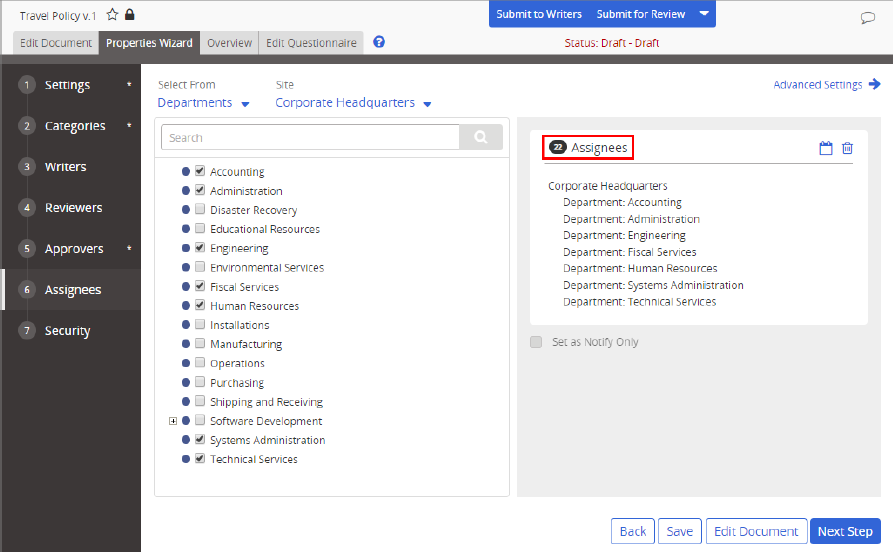 Travel Policy v.1
Submit to Writers Submit for Review
Edit Document Properties Wizard Overview Edit Questionnaire ?
Status: Draft - Draft
1 Settings *
2 Categories *
3 Writers
4 Reviewers
5 Approvers *
6 Assignees
7 Security
Select From Site
Departments Corporate Headquarters
Advanced Settings
Search
Accounting
Administration
Disaster Recovery
Educational Resources
Engineering
Environmental Services
Fiscal Services
Human Resources
Installations
Manufacturing
Operations
Purchasing
Shipping and Receiving
Software Development
Systems Administration
Technical Services
22 Assignees
Corporate Headquarters
Department: Accounting
Department: Administration
Department: Engineering
Department: Fiscal Services
Department: Human Resources
Department: Systems Administration
Department: Technical Services
Set as Notify Only
Back Save Edit Document Next Step